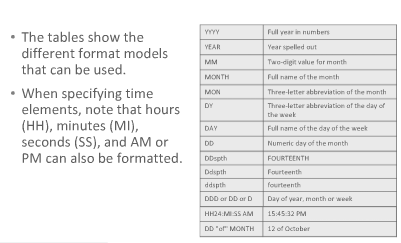 • The tables show the
different format models
that can be used.
• When specifying time
elements, note that hours
(HH), minutes (MI),
seconds (SS), and AM or
PM can also be formatted.
YYYY Full year in numbers
YEAR Year spelled out
MM Two-digit value for month
MONTH Full name of the month
MON Three-letter abbreviation of the month
DY Three-letter abbreviation of the day of
the week
DAY Full name of the day of the week
DD Numeric day of the month
DDspth FOURTEENTH
Ddspth Fourteenth
ddspth fourteenth
DDD or DD or D Day of year, month or week
HH24:MI:SS AM 15:45:32 PM
DD "of" MONTH 12 of October